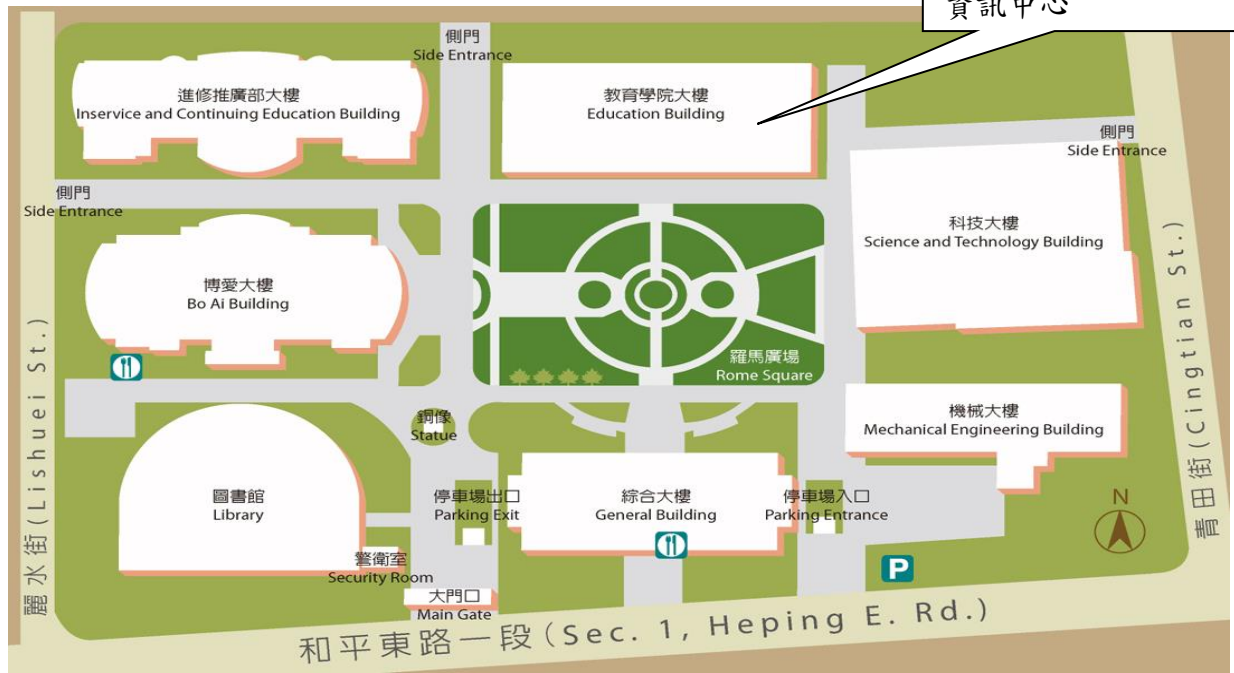 資訊中心
側門
Side Entrance
進修推廣部大樓
Inservice and Continuing Education Building
教育學院大樓
Education Building
側門
Side Entrance
側門
Side Entrance
科技大樓
Science and Technology Building
博愛大樓
Bo Ai Building
羅馬廣場
Rome Square
銅像
Statue
機械大樓
Mechanical Engineering Building
圖書館
Library
停車場出口
Parking Exit
綜合大樓
General Building
停車場入口
Parking Entrance
N
警衛室
Security Room
P
大門口
Main Gate
麗水街(Lishuei St.)
青田街(Cingtian St.)
和平東路一段(Sec. 1, Heping E. Rd.)